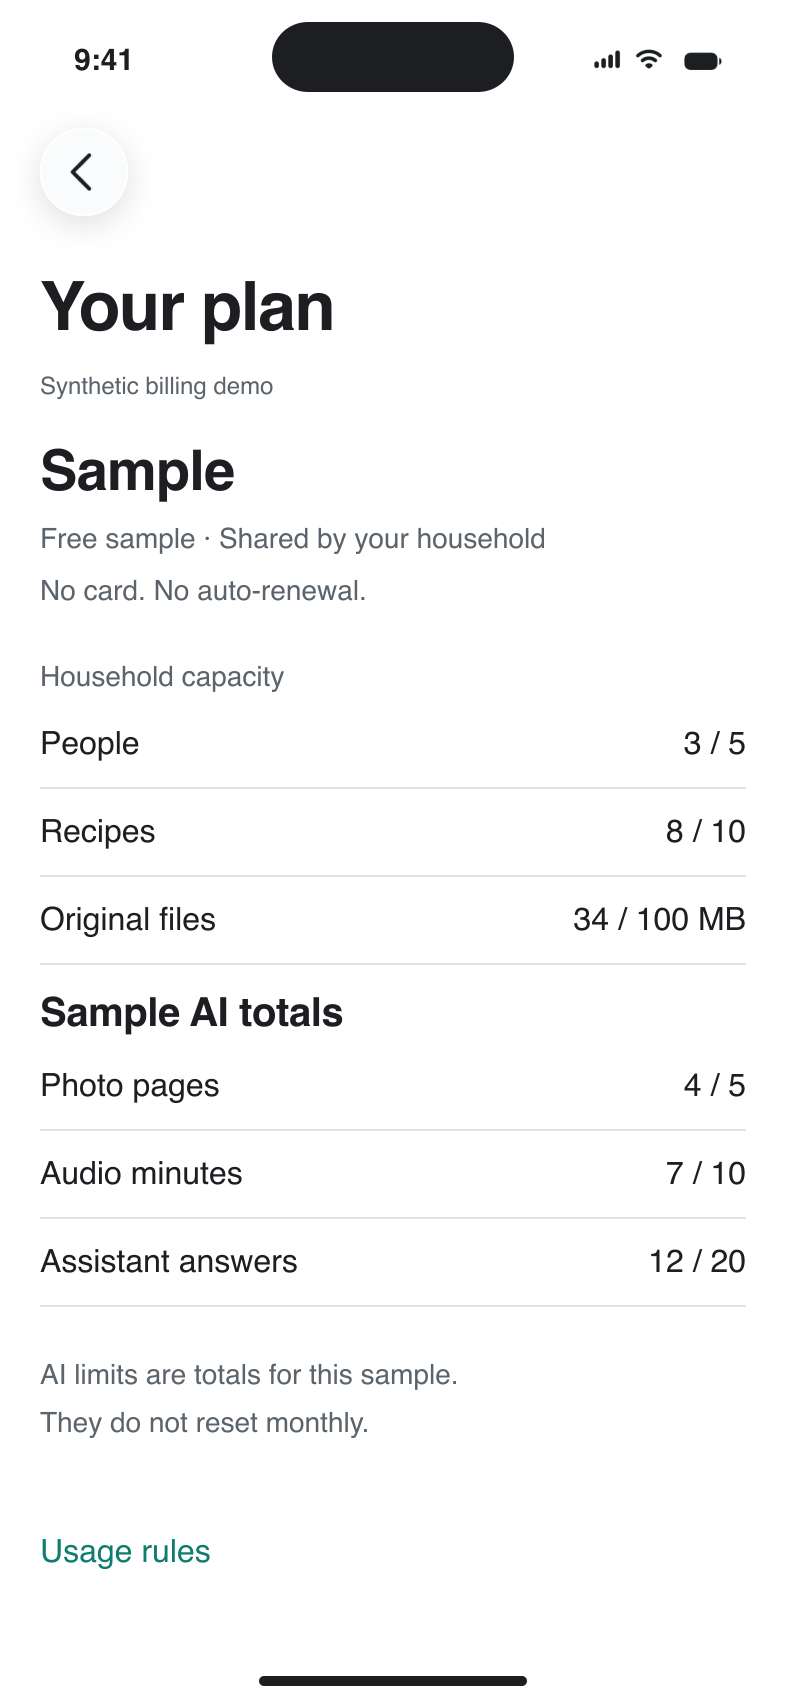 9:41
Your plan
Synthetic billing demo
Sample
Free sample · Shared by your household
No card. No auto-renewal.
Household capacity
People 3 / 5
Recipes 8 / 10
Original files 34 / 100 MB
Sample AI totals
Photo pages 4 / 5
Audio minutes 7 / 10
Assistant answers 12 / 20
AI limits are totals for this sample.
They do not reset monthly.
Usage rules